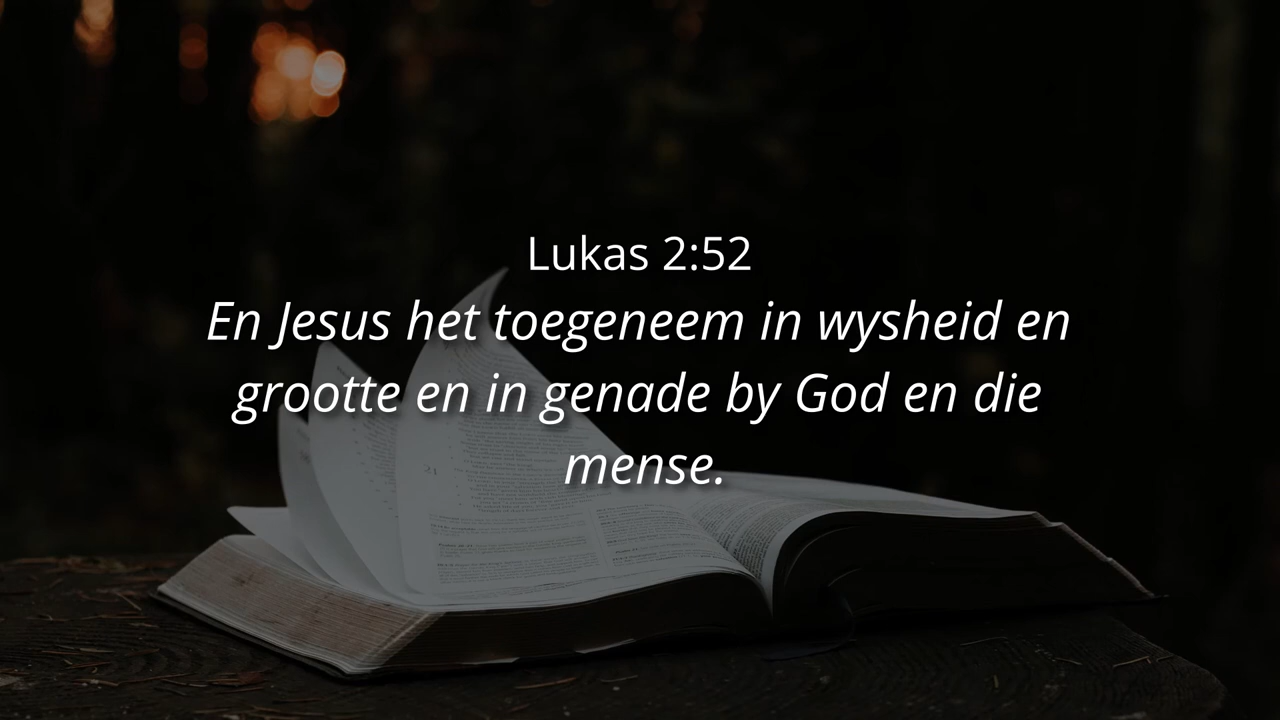 Lukas 2:52
En Jesus het toegeneem in wysheid en
grootte en in genade by God en die
mense.
21